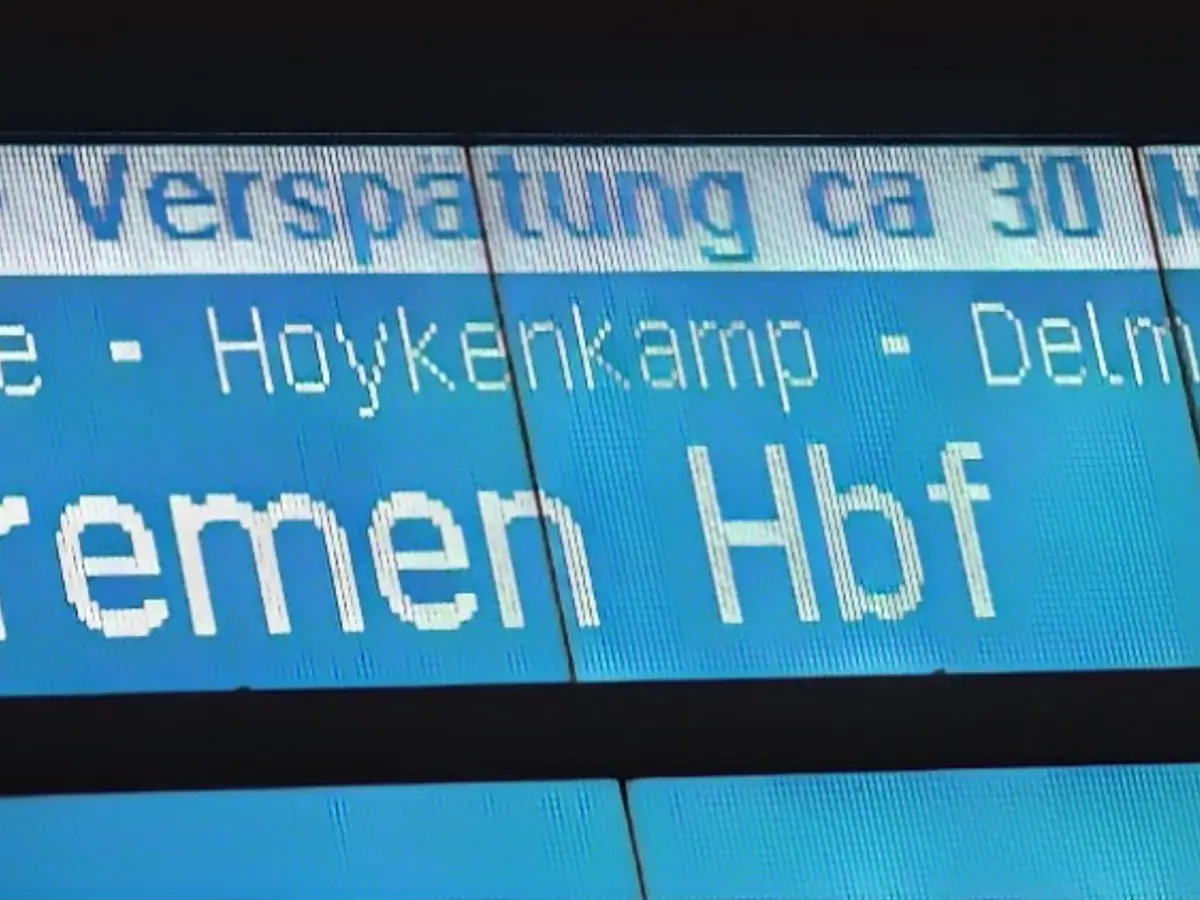 Verspätung ca 30 M
e - Hoykenkamp - Delm
remen Hbf